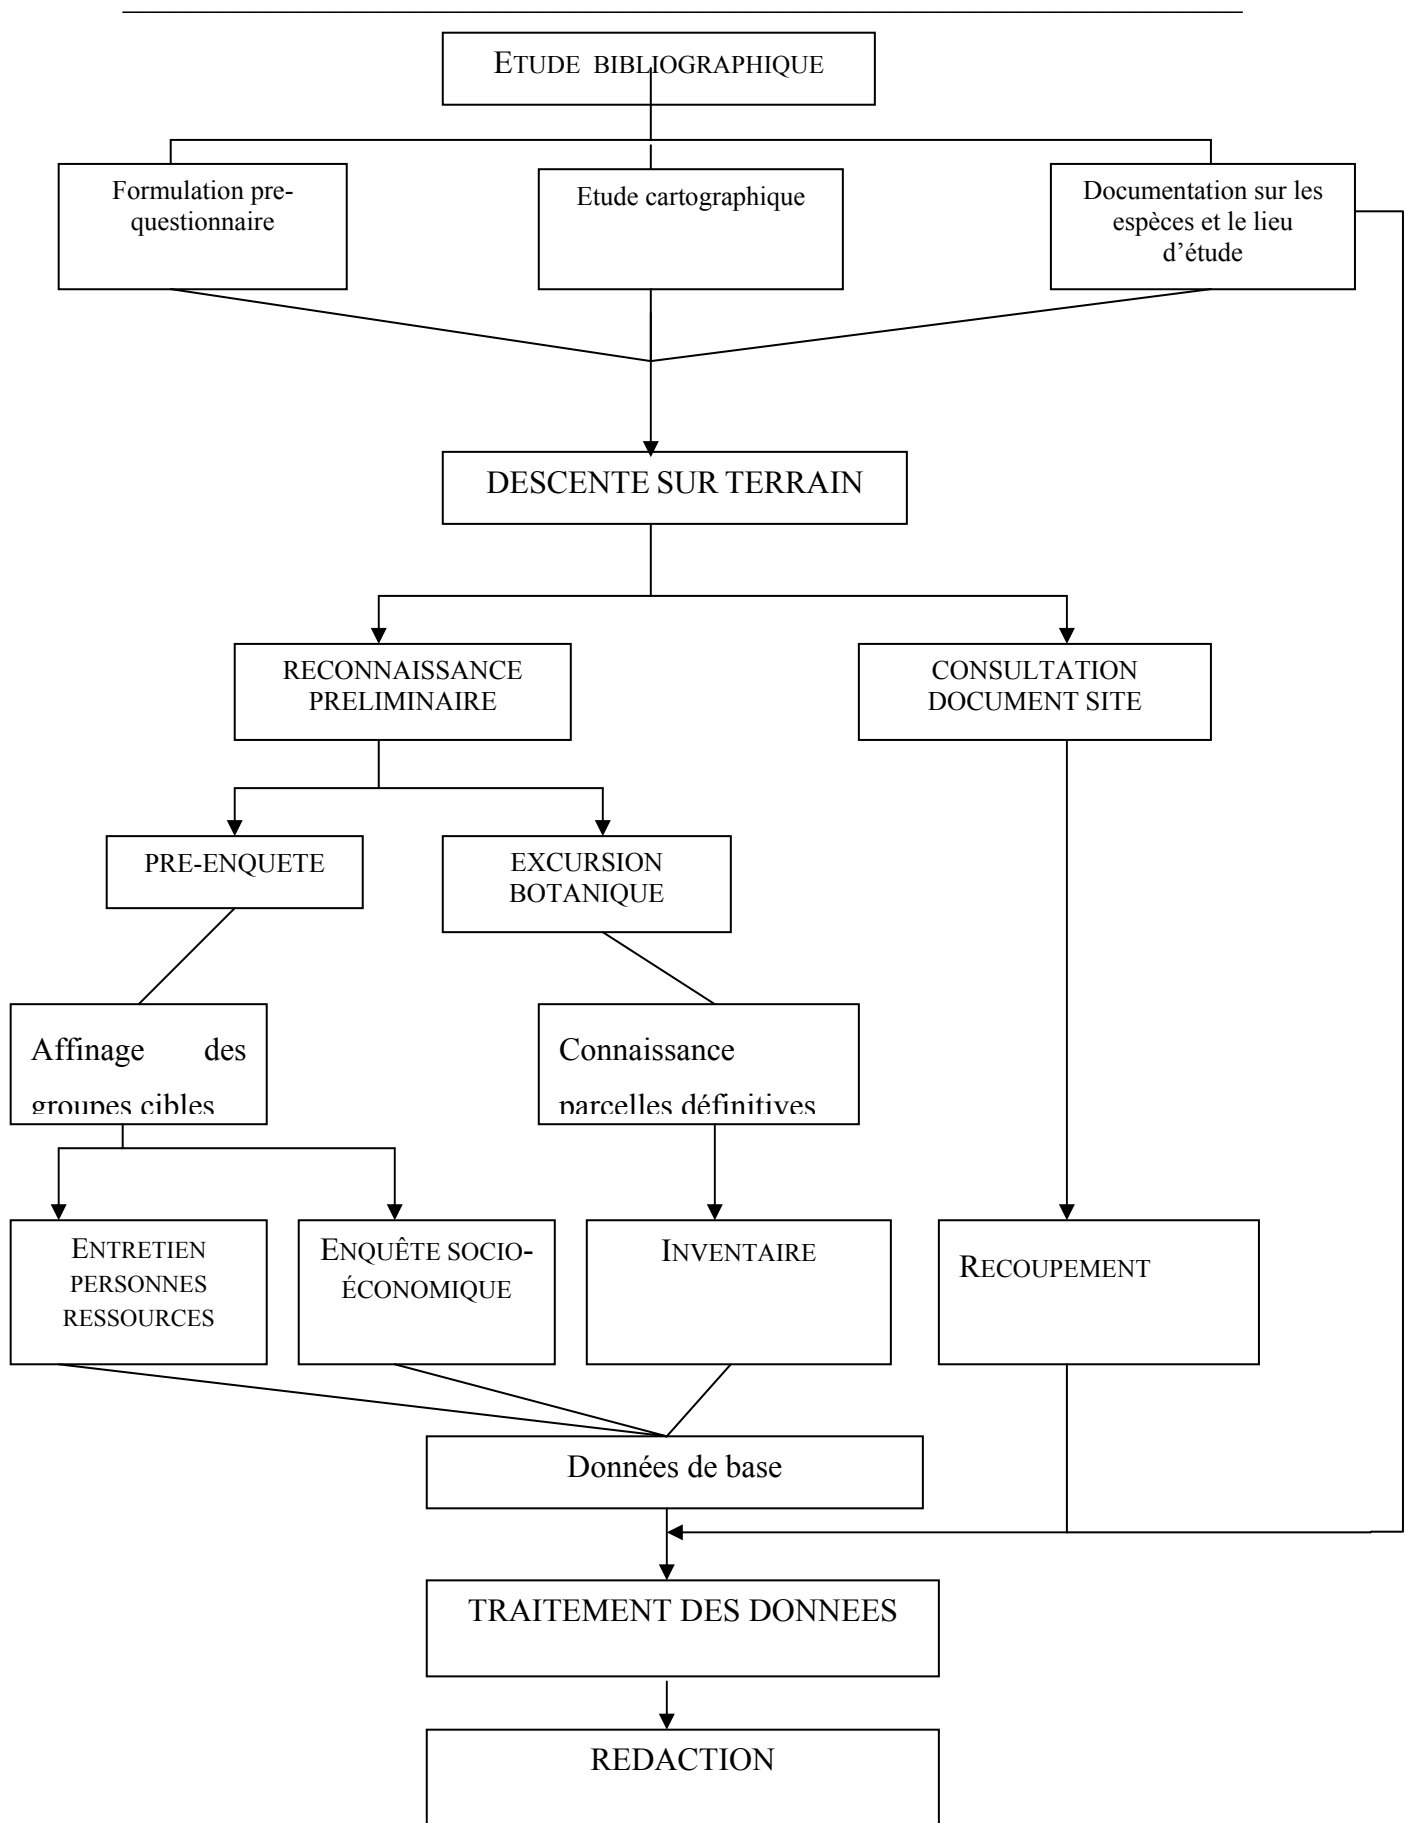 ETUDE BIBLIOGRAPHIQUE
Formulation pre-
questionnaire
Etude cartographique
Documentation sur les
espèces et le lieu
d’étude
DESCENTE SUR TERRAIN
RECONNAISSANCE
PRELIMINAIRE
CONSULTATION
DOCUMENT SITE
PRE-ENQUETE
EXCURSION
BOTANIQUE
Affinage des
groupes cibles
Connaissance
parcelles définitives
ENTRETIEN
PERSONNES
RESSOURCES
ENQUÊTE SOCIO-
ÉCONOMIQUE
INVENTAIRE
RECOUPEMENT
Données de base
TRAITEMENT DES DONNEES
REDACTION